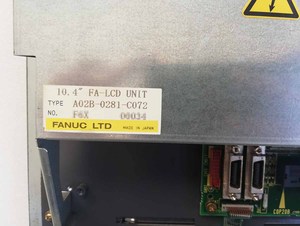 10.4" FA-LCD UNIT
TYPE A02B-0281-C072
NO. F6X 00034
FANUC LTD MADE IN JAPAN